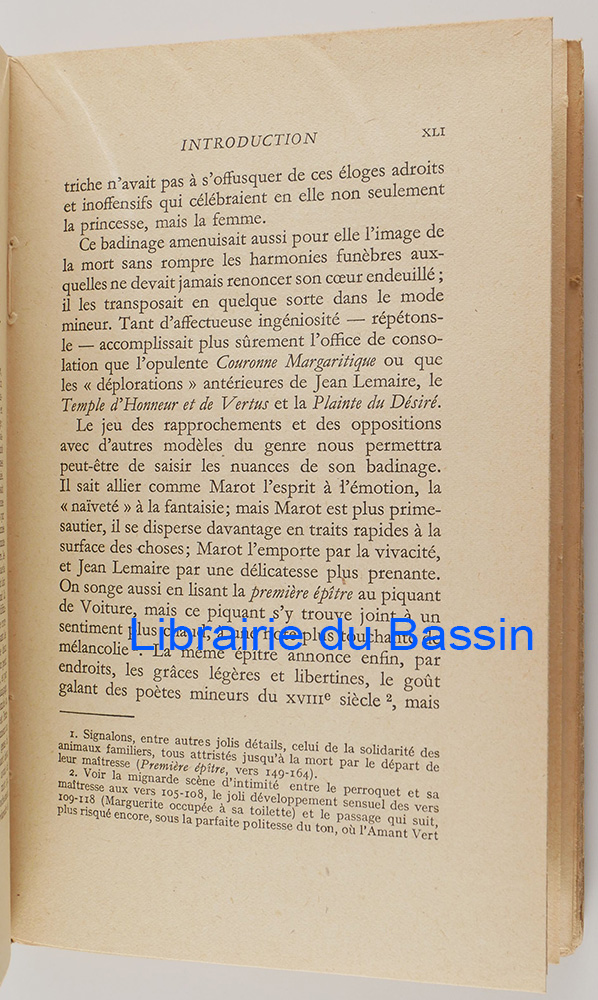 INTRODUCTION XLI
triche n'avait pas à s'offusquer de ces éloges adroits
et inoffensifs qui célébraient en elle non seulement
la princesse, mais la femme.
Ce badinage amenuisait aussi pour elle l'image de
la mort sans rompre les harmonies funèbres aux-
quelles ne devait jamais renoncer son cœur endeuillé ;
il les transposait en quelque sorte dans le mode
mineur. Tant d'affectueuse ingéniosité — répétons-
le — accomplissait plus sûrement l'office de conso-
lation que l'opulente Couronne Margaritique ou que
les « déplorations » antérieures de Jean Lemaire, le
Temple d'Honneur et de Vertus et la Plainte du Désiré.
Le jeu des rapprochements et des oppositions
avec d'autres modèles du genre nous permettra
peut-être de saisir les nuances de son badinage.
Il sait allier comme Marot l'esprit à l'émotion, la
« naïveté » à la fantaisie; mais Marot est plus prime-
sautier, il se disperse davantage en traits rapides à la
surface des choses; Marot l'emporte par la vivacité,
et Jean Lemaire par une délicatesse plus prenante.
On songe aussi en lisant la première épître au piquant
de Voiture, mais ce piquant s'y trouve joint à un
sentiment plus chaud, à une note plus touchante de
mélancolie . La même épître annonce enfin, par
endroits, les grâces légères et libertines, le goût
galant des poètes mineurs du XVIIIe siècle 2, mais
1. Signalons, entre autres jolis détails, celui de la solidarité des
animaux familiers, tous attristés jusqu'à la mort par le départ de
leur maîtresse (Première épître, vers 149-164).
2. Voir la mignarde scène d'intimité entre le perroquet et sa
maîtresse aux vers 105-108, le joli développement sensuel des vers
109-118 (Marguerite occupée à sa toilette) et le passage qui suit,
plus risqué encore, sous la parfaite politesse du ton, où l'Amant Vert
Librairie du Bassin